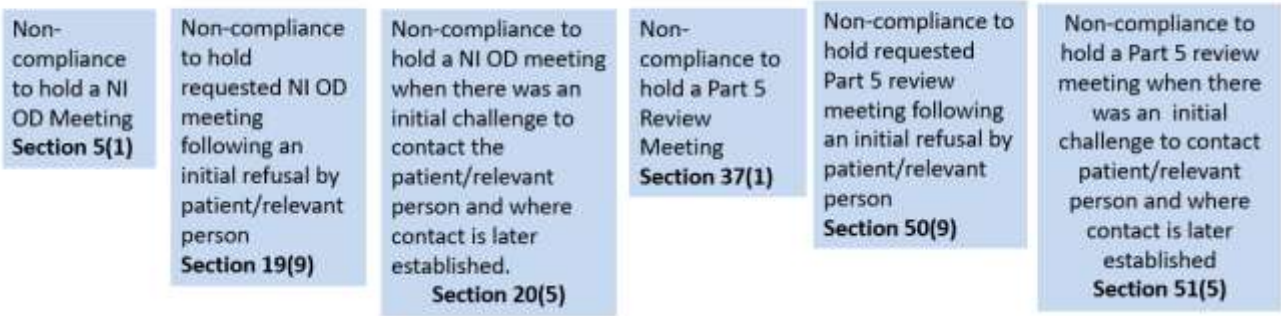 Non-
compliance
to hold a NI
OD Meeting
Section 5(1)
Non-compliance
to hold
requested NI OD
meeting
following an
initial refusal by
patient/relevant
person
Section 19(9)
Non-compliance to
hold a NI OD meeting
when there was an
initial challenge to
contact the
patient/relevant
person and where
contact is later
established.
Section 20(5)
Non-
compliance to
hold a Part 5
Review
Meeting
Section 37(1)
Non-compliance to
hold requested
Part 5 review
meeting following
an initial refusal by
patient/relevant
person
Section 50(9)
Non-compliance to
hold a Part 5 review
meeting when there
was an initial
challenge to contact
patient/relevant
person and where
contact is later
established
Section 51(5)